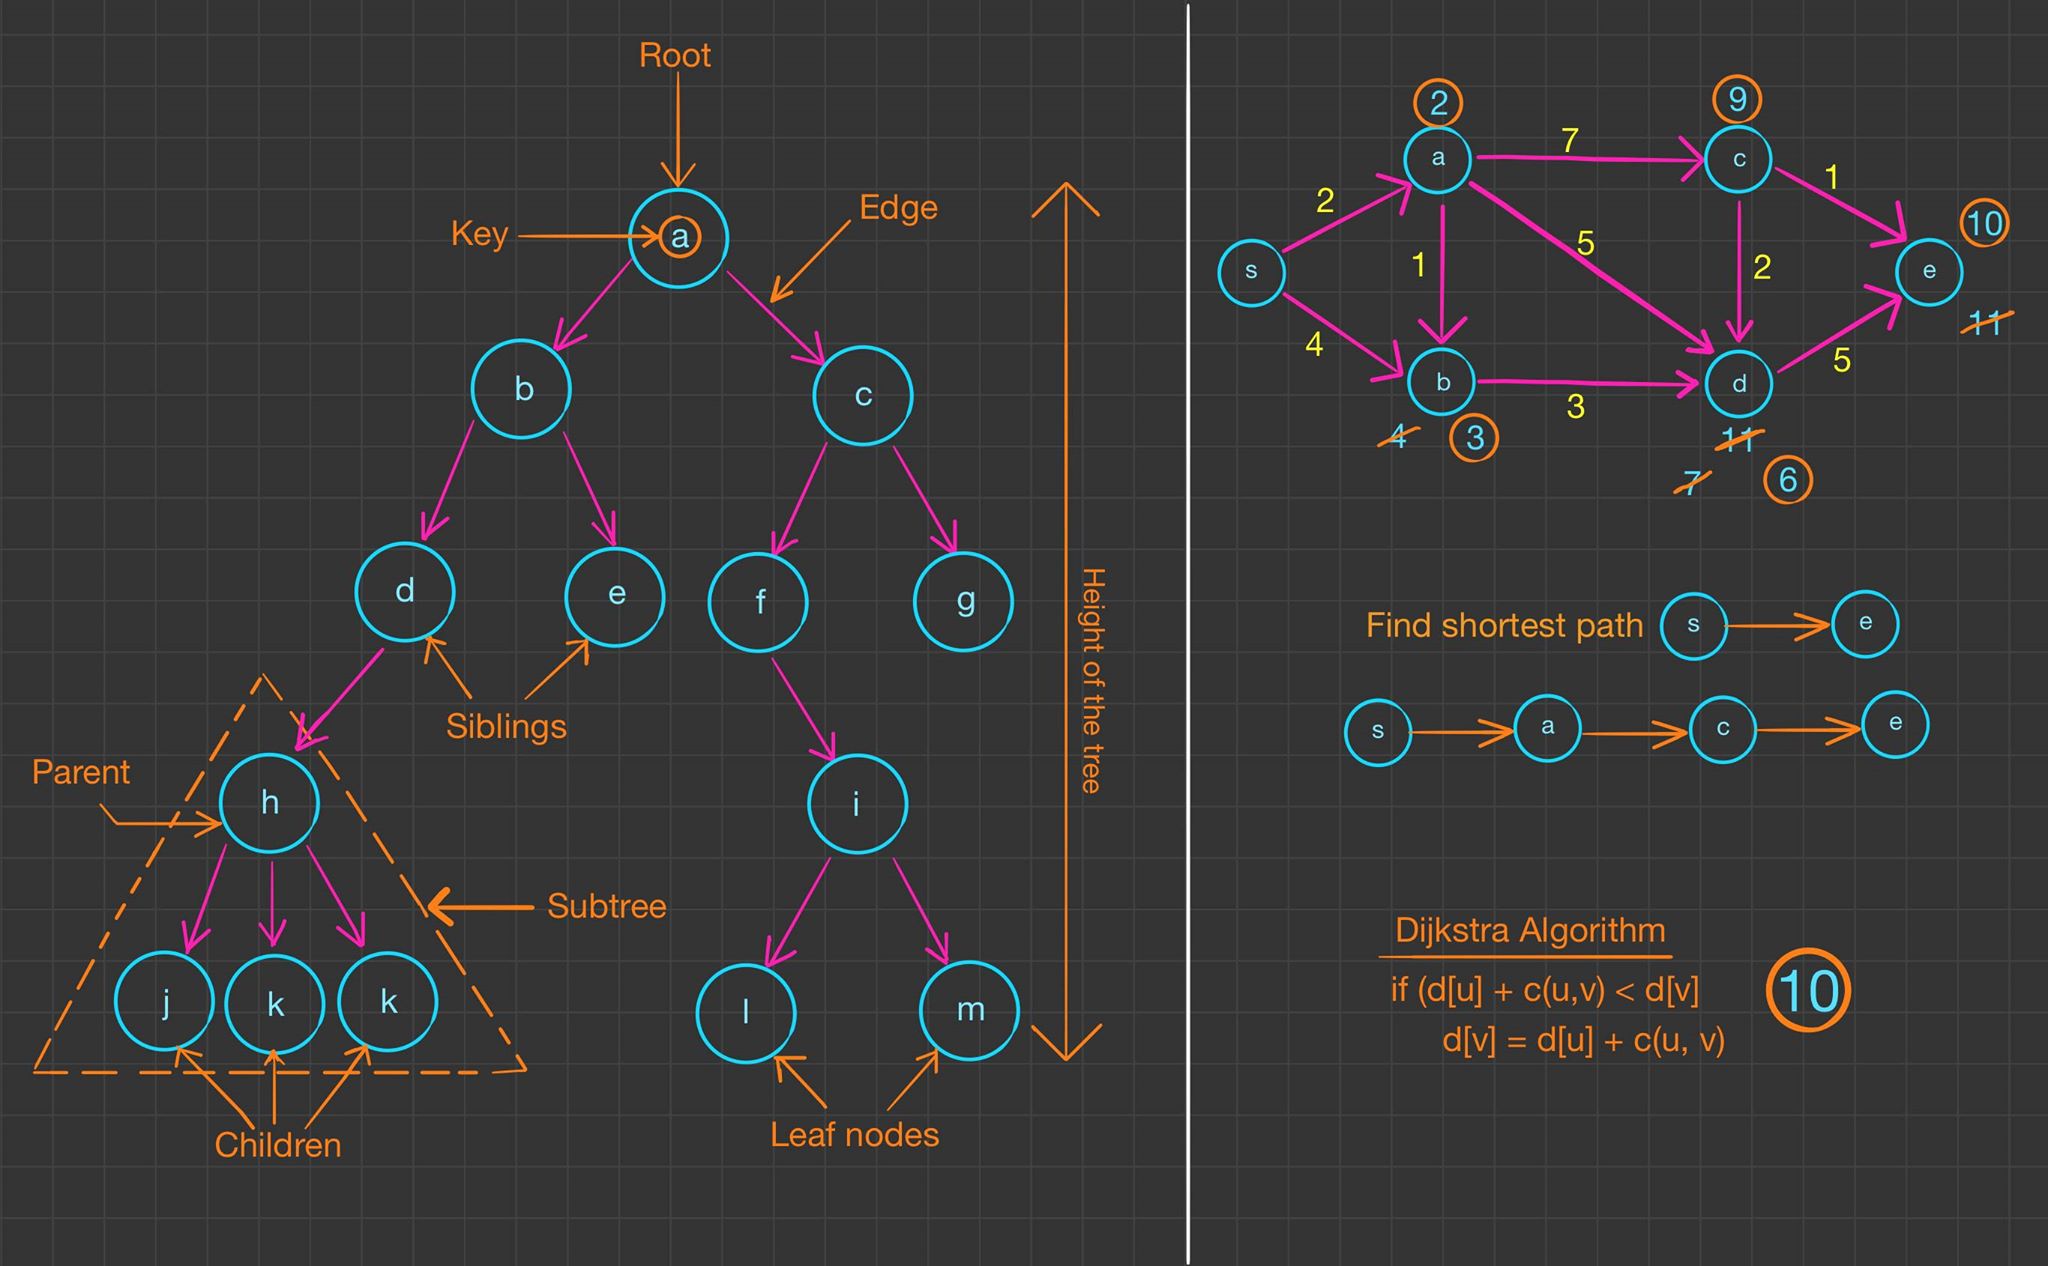 Root
Key
a
Edge
b
c
d
e
f
g
Siblings
Height of the tree
Parent
h
i
Subtree
j
k
k
l
m
Children
Leaf nodes
2
9
a
7
c
2
1
10
s
1
5
2
e
4
11
5
b
3
d
4
3
11
7
6
Find shortest path s e
s a c e
Dijkstra Algorithm
if (d[u] + c(u,v) < d[v]
d[v] = d[u] + c(u, v)
10